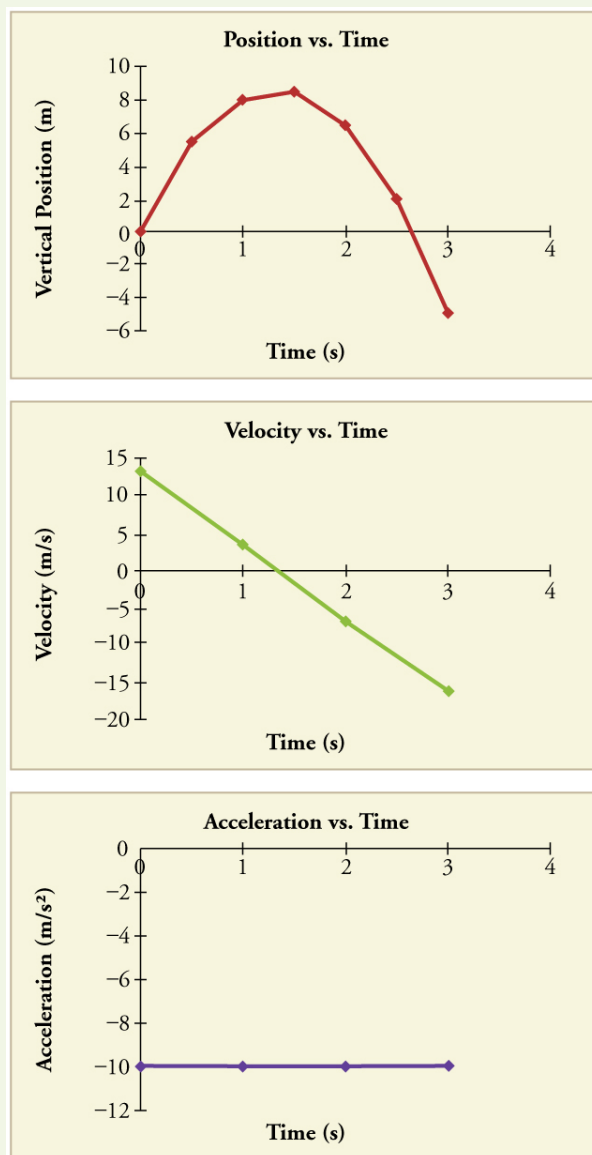 Position vs. Time
Vertical Position (m)
10
8
6
4
2
0
−2
−4
−6
0 1 2 3 4
Time (s)
Velocity vs. Time
Velocity (m/s)
15
10
5
0
−5
−10
−15
−20
0 1 2 3 4
Time (s)
Acceleration vs. Time
Acceleration (m/s²)
0
−2
−4
−6
−8
−10
−12
0 1 2 3 4
Time (s)